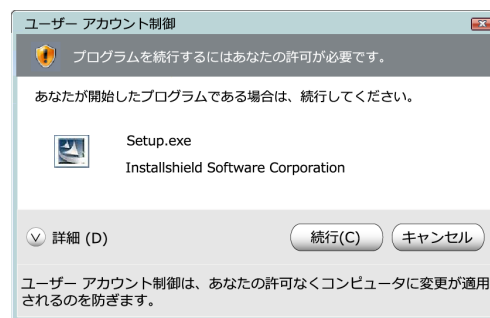 ユーザー アカウント制御
プログラムを続行するにはあなたの許可が必要です。
あなたが開始したプログラムである場合は、続行してください。
Setup.exe
Installshield Software Corporation
詳細 (D)
続行(C)
キャンセル
ユーザー アカウント制御は、あなたの許可なくコンピュータに変更が適用
されるのを防ぎます。